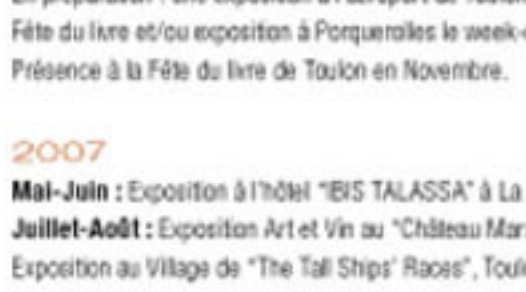 Fête du livre et/ou exposition à Porquerolles le week-
Présence à la Fête du livre de Toulon en Novembre.
2007
Mai-Juin : Exposition à l'hôtel "IBIS TALASSA" à La
Juillet-Août : Exposition Art et Vin au "Château Mar
Exposition au Village de "The Tall Ships' Races", Toul